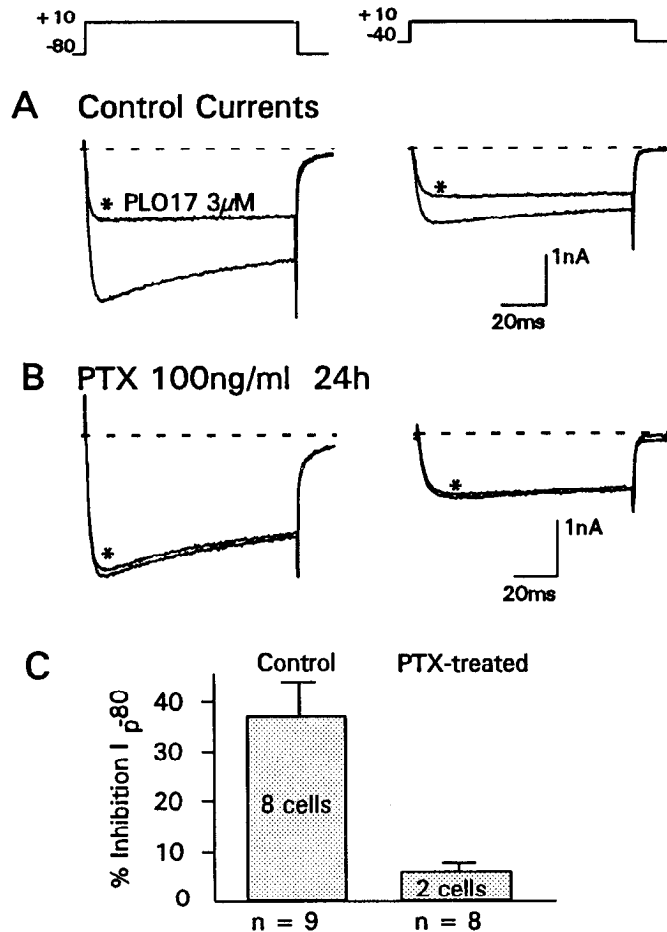 +10
-80
+10
-40
A Control Currents
* PLO17 3μM
*
1nA
20ms
B PTX 100ng/ml 24h
*
*
1nA
20ms
C
Control PTX-treated
% Inhibition I p-80
40
30
20
10
0
8 cells
2 cells
n = 9
n = 8